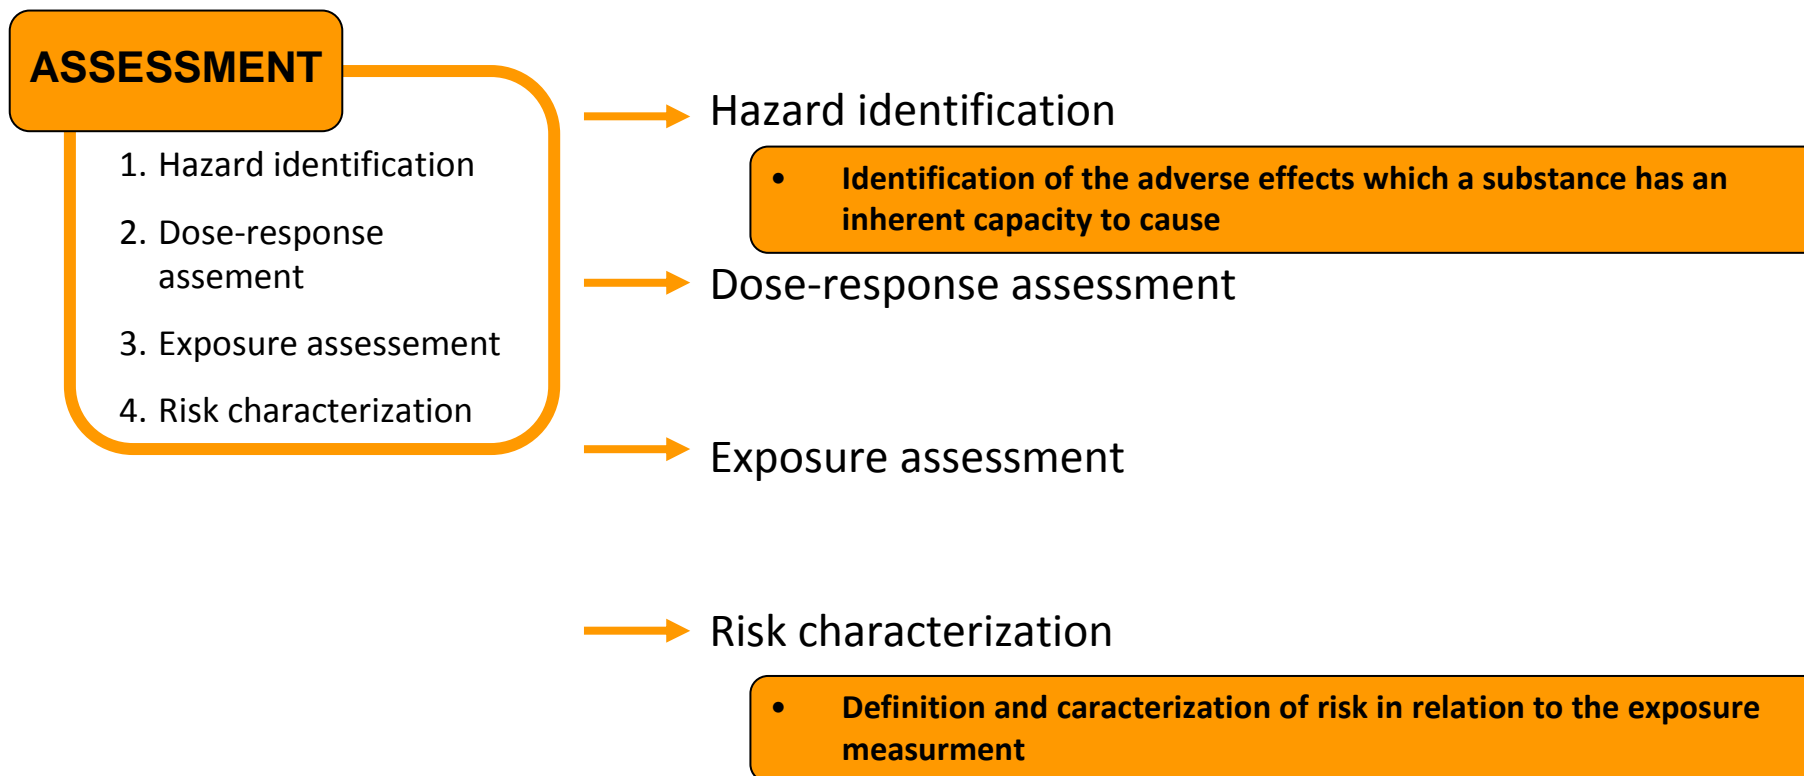 ASSESSMENT
1. Hazard identification
2. Dose-response
assement
3. Exposure assessement
4. Risk characterization
Hazard identification
• Identification of the adverse effects which a substance has an
inherent capacity to cause
Dose-response assessment
Exposure assessment
Risk characterization
• Definition and caracterization of risk in relation to the exposure
measurment